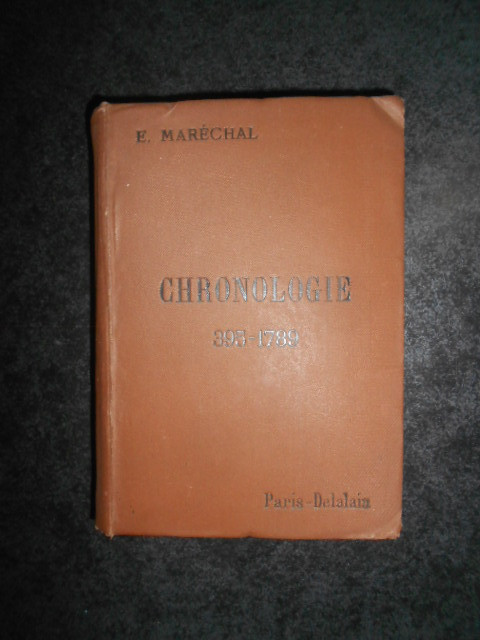 E. MARÉCHAL
CHRONOLOGIE
395-1789
Paris-Delalain